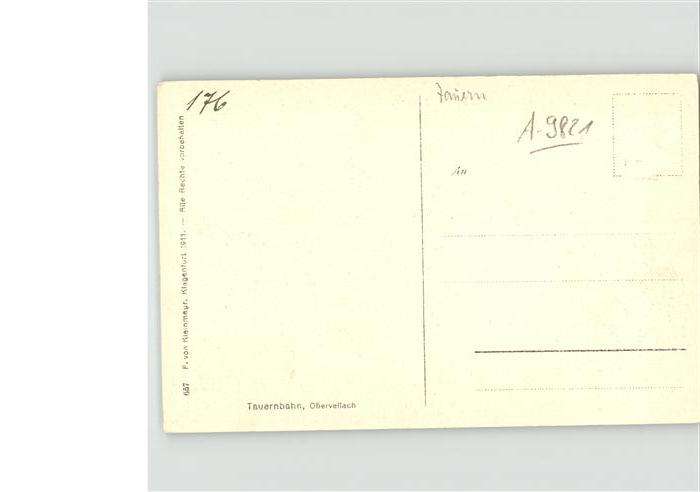 176
Tauern
A-9821
An
657 F. von Kleinmayr, Klagenfurt 1911. — Alle Rechte vorbehalten
Tauernbahn, Obervellach